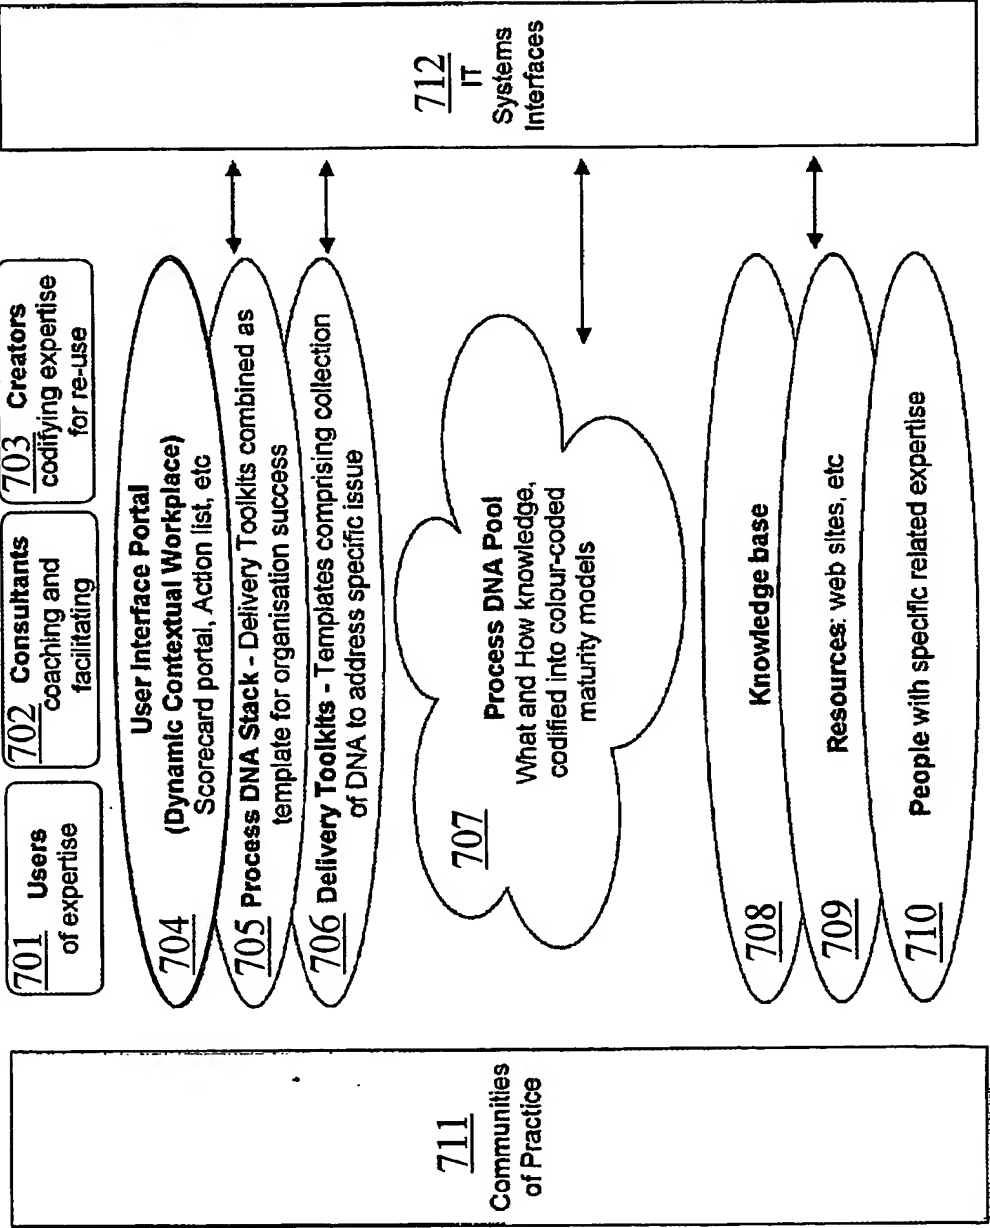 701 Users
of expertise
702 Consultants
coaching and
facilitating
703 Creators
codifying expertise
for re-use
User Interface Portal
(Dynamic Contextual Workplace)
704 Scorecard portal, Action list, etc
705 Process DNA Stack - Delivery Toolkits combined as
template for organisation success
706 Delivery Toolkits - Templates comprising collection
of DNA to address specific issue
707
Process DNA Pool
What and How knowledge,
codified into colour-coded
maturity models
708 Knowledge base
709 Resources: web sites, etc
710 People with specific related expertise
711
Communities
of Practice
712
IT
Systems
Interfaces